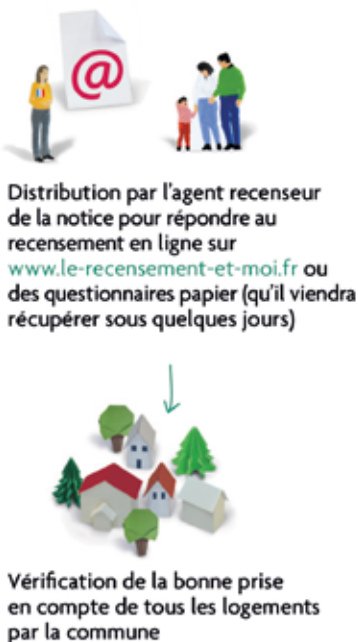 @
Distribution par l'agent recenseur
de la notice pour répondre au
recensement en ligne sur
www.le-recensement-et-moi.fr ou
des questionnaires papier (qu'il viendra
récupérer sous quelques jours)
Vérification de la bonne prise
en compte de tous les logements
par la commune